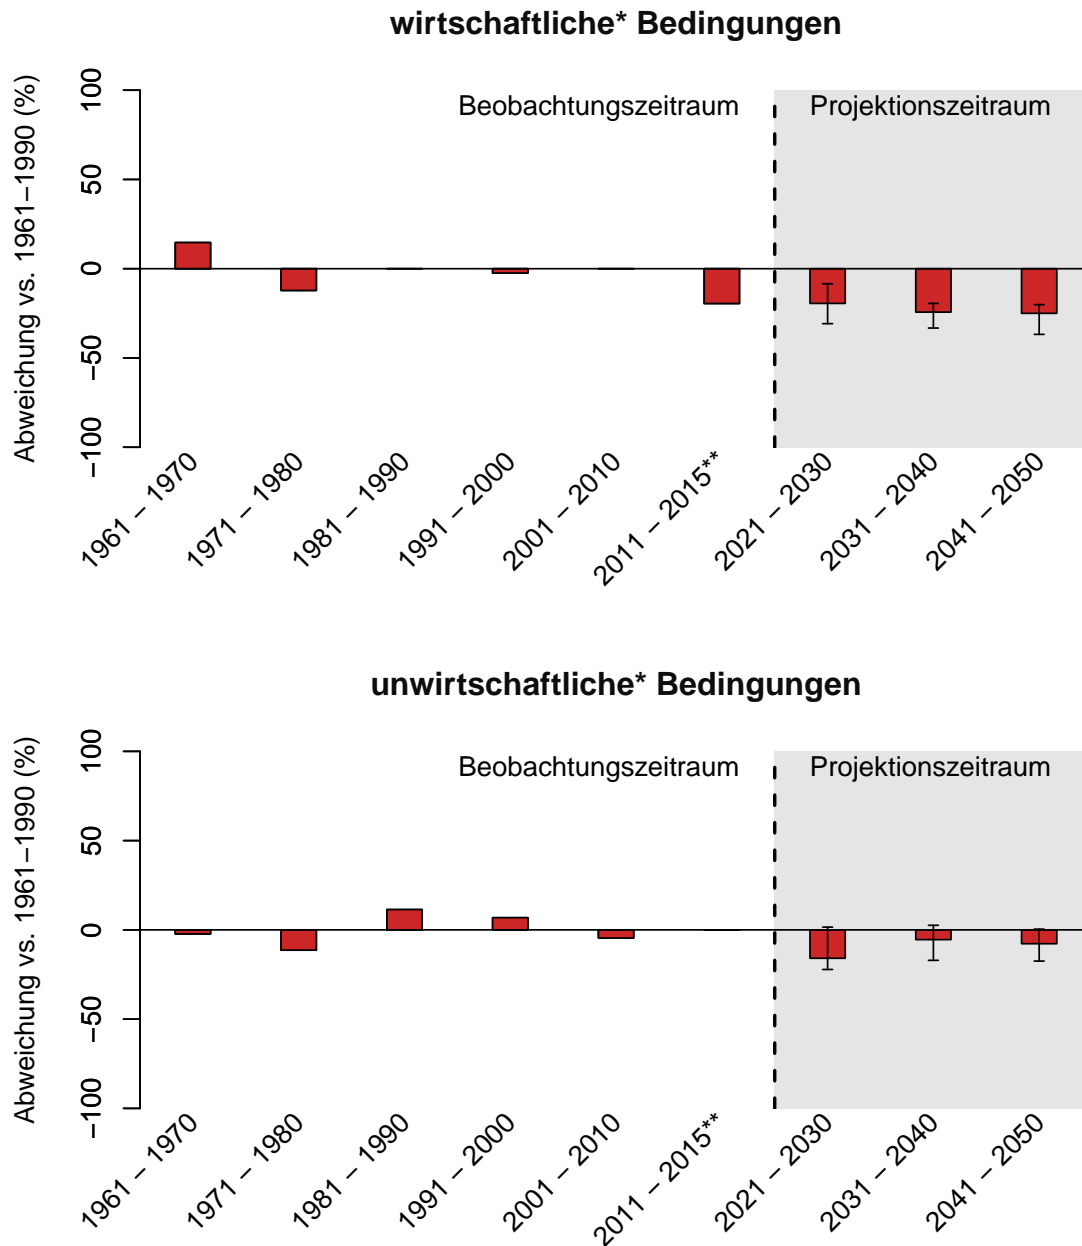 wirtschaftliche* Bedingungen
Abweichung vs. 1961−1990 (%)
100
50
0
−50
−100
Beobachtungszeitraum
Projektionszeitraum
1961 − 1970
1971 − 1980
1981 − 1990
1991 − 2000
2001 − 2010
2011 − 2015**
2021 − 2030
2031 − 2040
2041 − 2050
unwirtschaftliche* Bedingungen
Abweichung vs. 1961−1990 (%)
100
50
0
−50
−100
Beobachtungszeitraum
Projektionszeitraum
1961 − 1970
1971 − 1980
1981 − 1990
1991 − 2000
2001 − 2010
2011 − 2015**
2021 − 2030
2031 − 2040
2041 − 2050